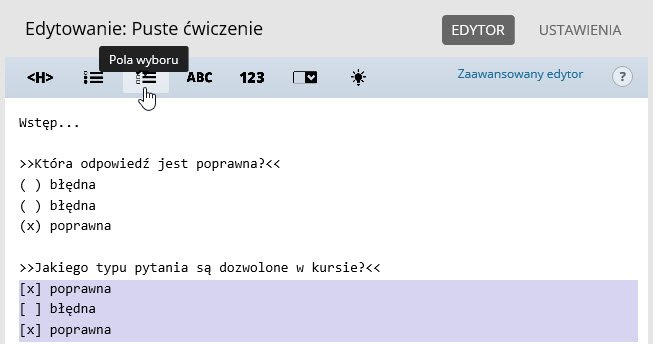 Edytowanie: Puste ćwiczenie
EDYTOR
USTAWIENIA
Pola wyboru
<H>
ABC
123
Zaawansowany edytor
?
Wstęp...
>>Która odpowiedź jest poprawna?<<
( ) błędna
( ) błędna
(x) poprawna
>>Jakiego typu pytania są dozwolone w kursie?<<
[x] poprawna
[ ] błędna
[x] poprawna